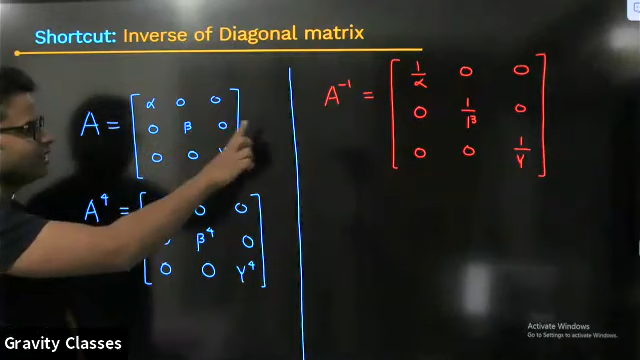 Shortcut: Inverse of Diagonal matrix
A = [ α 0 0
0 β 0
0 0
A⁴ = [ 0 0
β⁴ 0
0 0 γ⁴ ]
A⁻¹ = [ 1/α 0 0
0 1/β 0
0 0 1/γ ]
Activate Windows
Go to Settings to activate Windows.
Gravity Classes